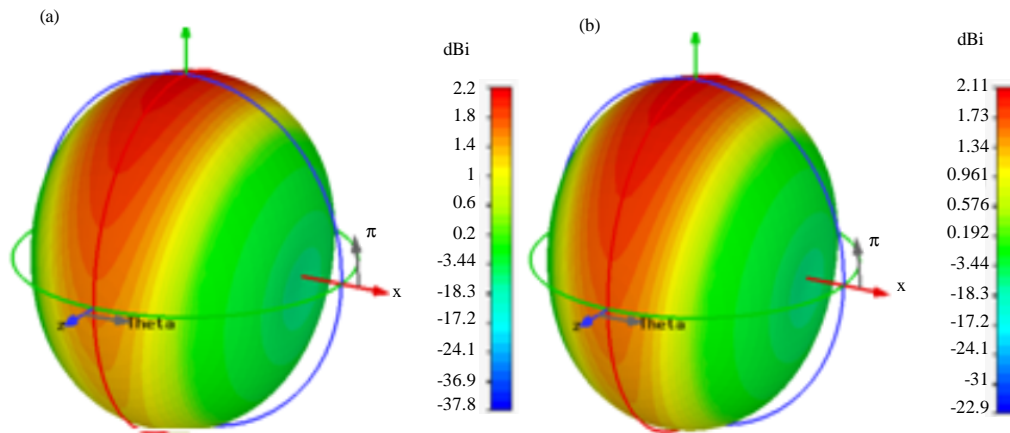 (a)
dBi
2.2
1.8
1.4
1
0.6
0.2
-3.44
-18.3
-17.2
-24.1
-36.9
-37.8
π
x
z
Theta
(b)
dBi
2.11
1.73
1.34
0.961
0.576
0.192
-3.44
-18.3
-17.2
-24.1
-31
-22.9
π
x
z
Theta